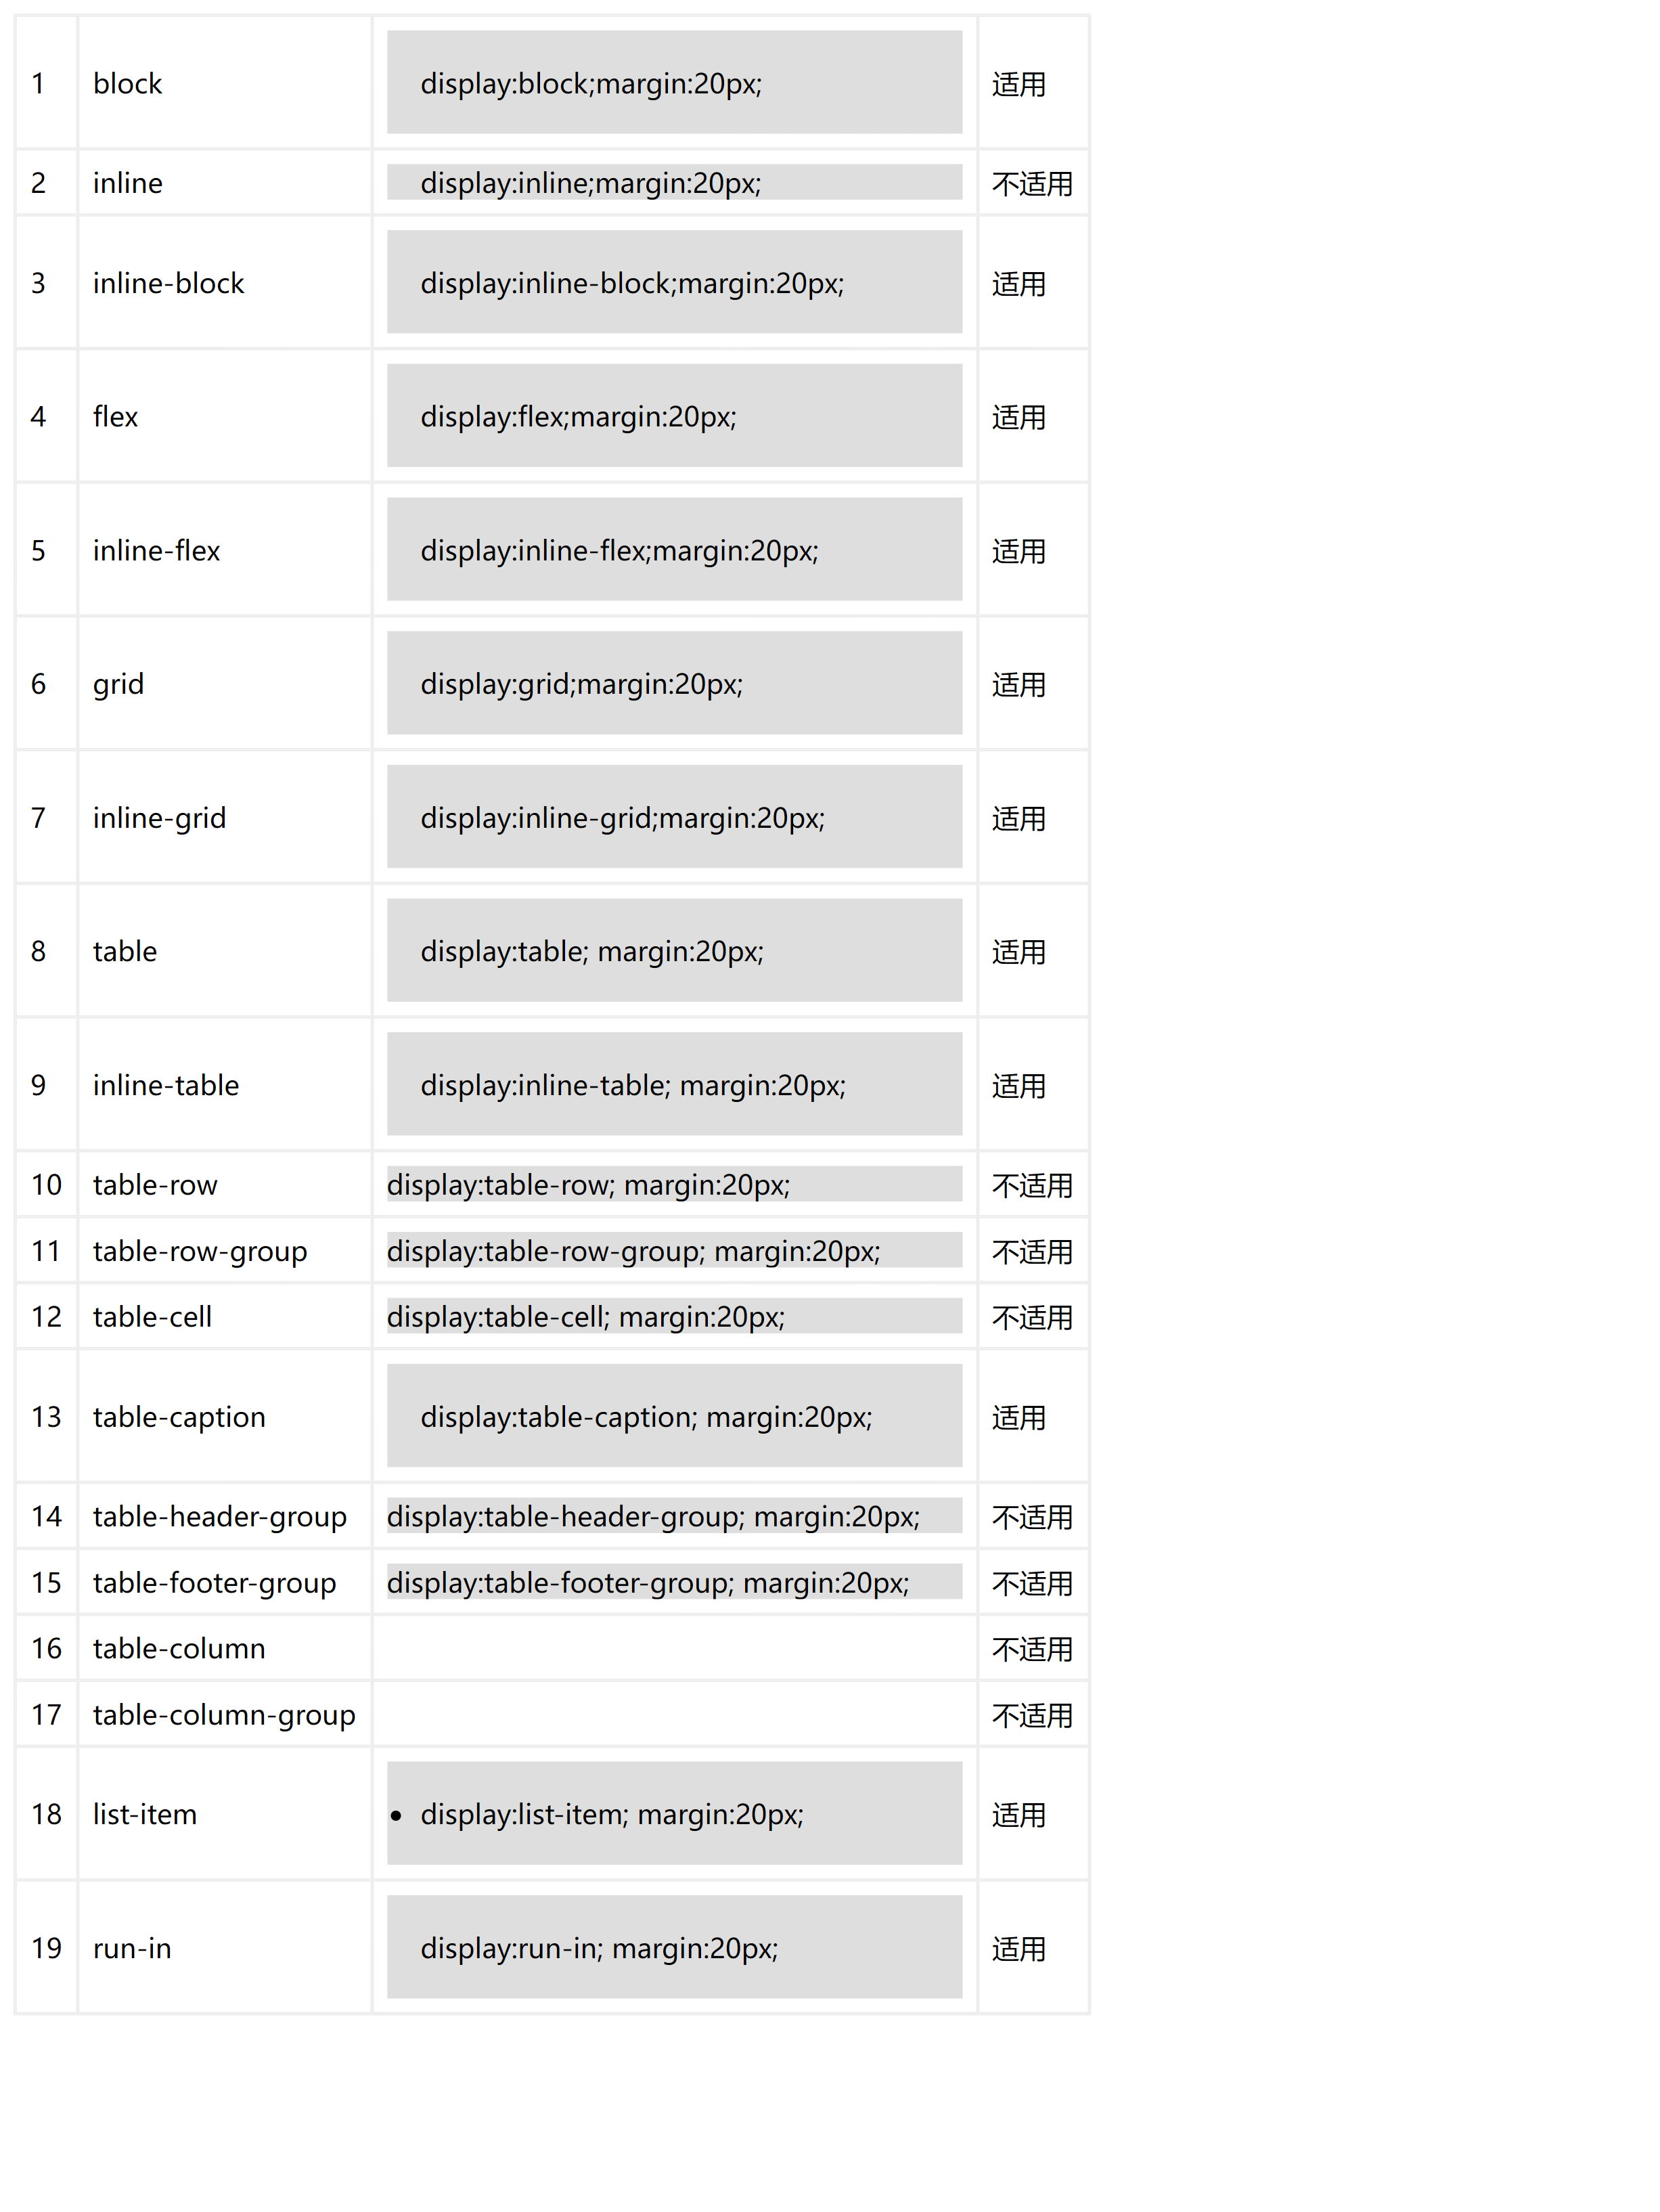 1 block display:block;margin:20px; 适用
2 inline display:inline;margin:20px; 不适用
3 inline-block display:inline-block;margin:20px; 适用
4 flex display:flex;margin:20px; 适用
5 inline-flex display:inline-flex;margin:20px; 适用
6 grid display:grid;margin:20px; 适用
7 inline-grid display:inline-grid;margin:20px; 适用
8 table display:table; margin:20px; 适用
9 inline-table display:inline-table; margin:20px; 适用
10 table-row display:table-row; margin:20px; 不适用
11 table-row-group display:table-row-group; margin:20px; 不适用
12 table-cell display:table-cell; margin:20px; 不适用
13 table-caption display:table-caption; margin:20px; 适用
14 table-header-group display:table-header-group; margin:20px; 不适用
15 table-footer-group display:table-footer-group; margin:20px; 不适用
16 table-column 不适用
17 table-column-group 不适用
18 list-item • display:list-item; margin:20px; 适用
19 run-in display:run-in; margin:20px; 适用